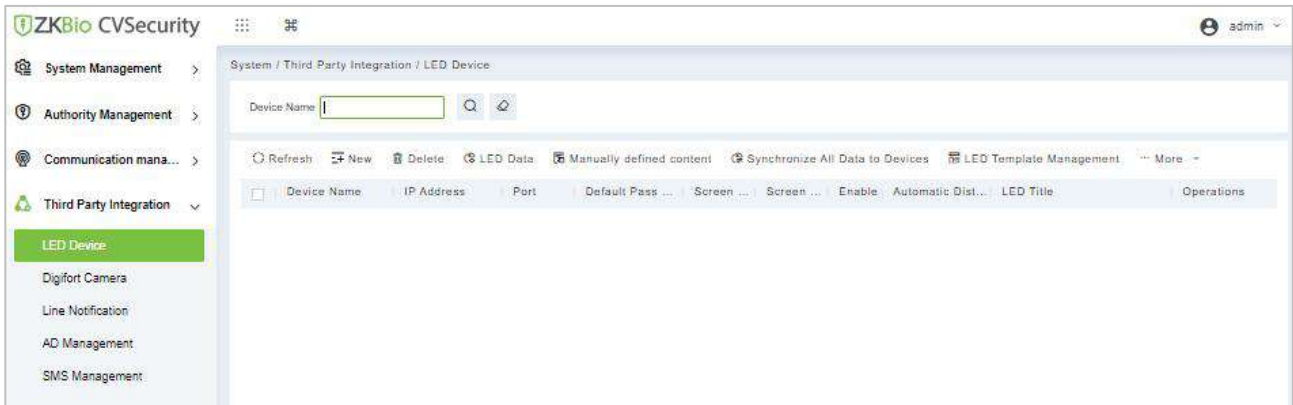 ZKBio CVSecurity
admin
System Management
Authority Management
Communication mana...
Third Party Integration
LED Device
Digifort Camera
Line Notification
AD Management
SMS Management
System / Third Party Integration / LED Device
Device Name
Refresh New Delete LED Data Manually defined content Synchronize All Data to Devices LED Template Management ··· More
Device Name IP Address Port Default Pass ... Screen ... Screen ... Enable Automatic Dist... LED Title Operations